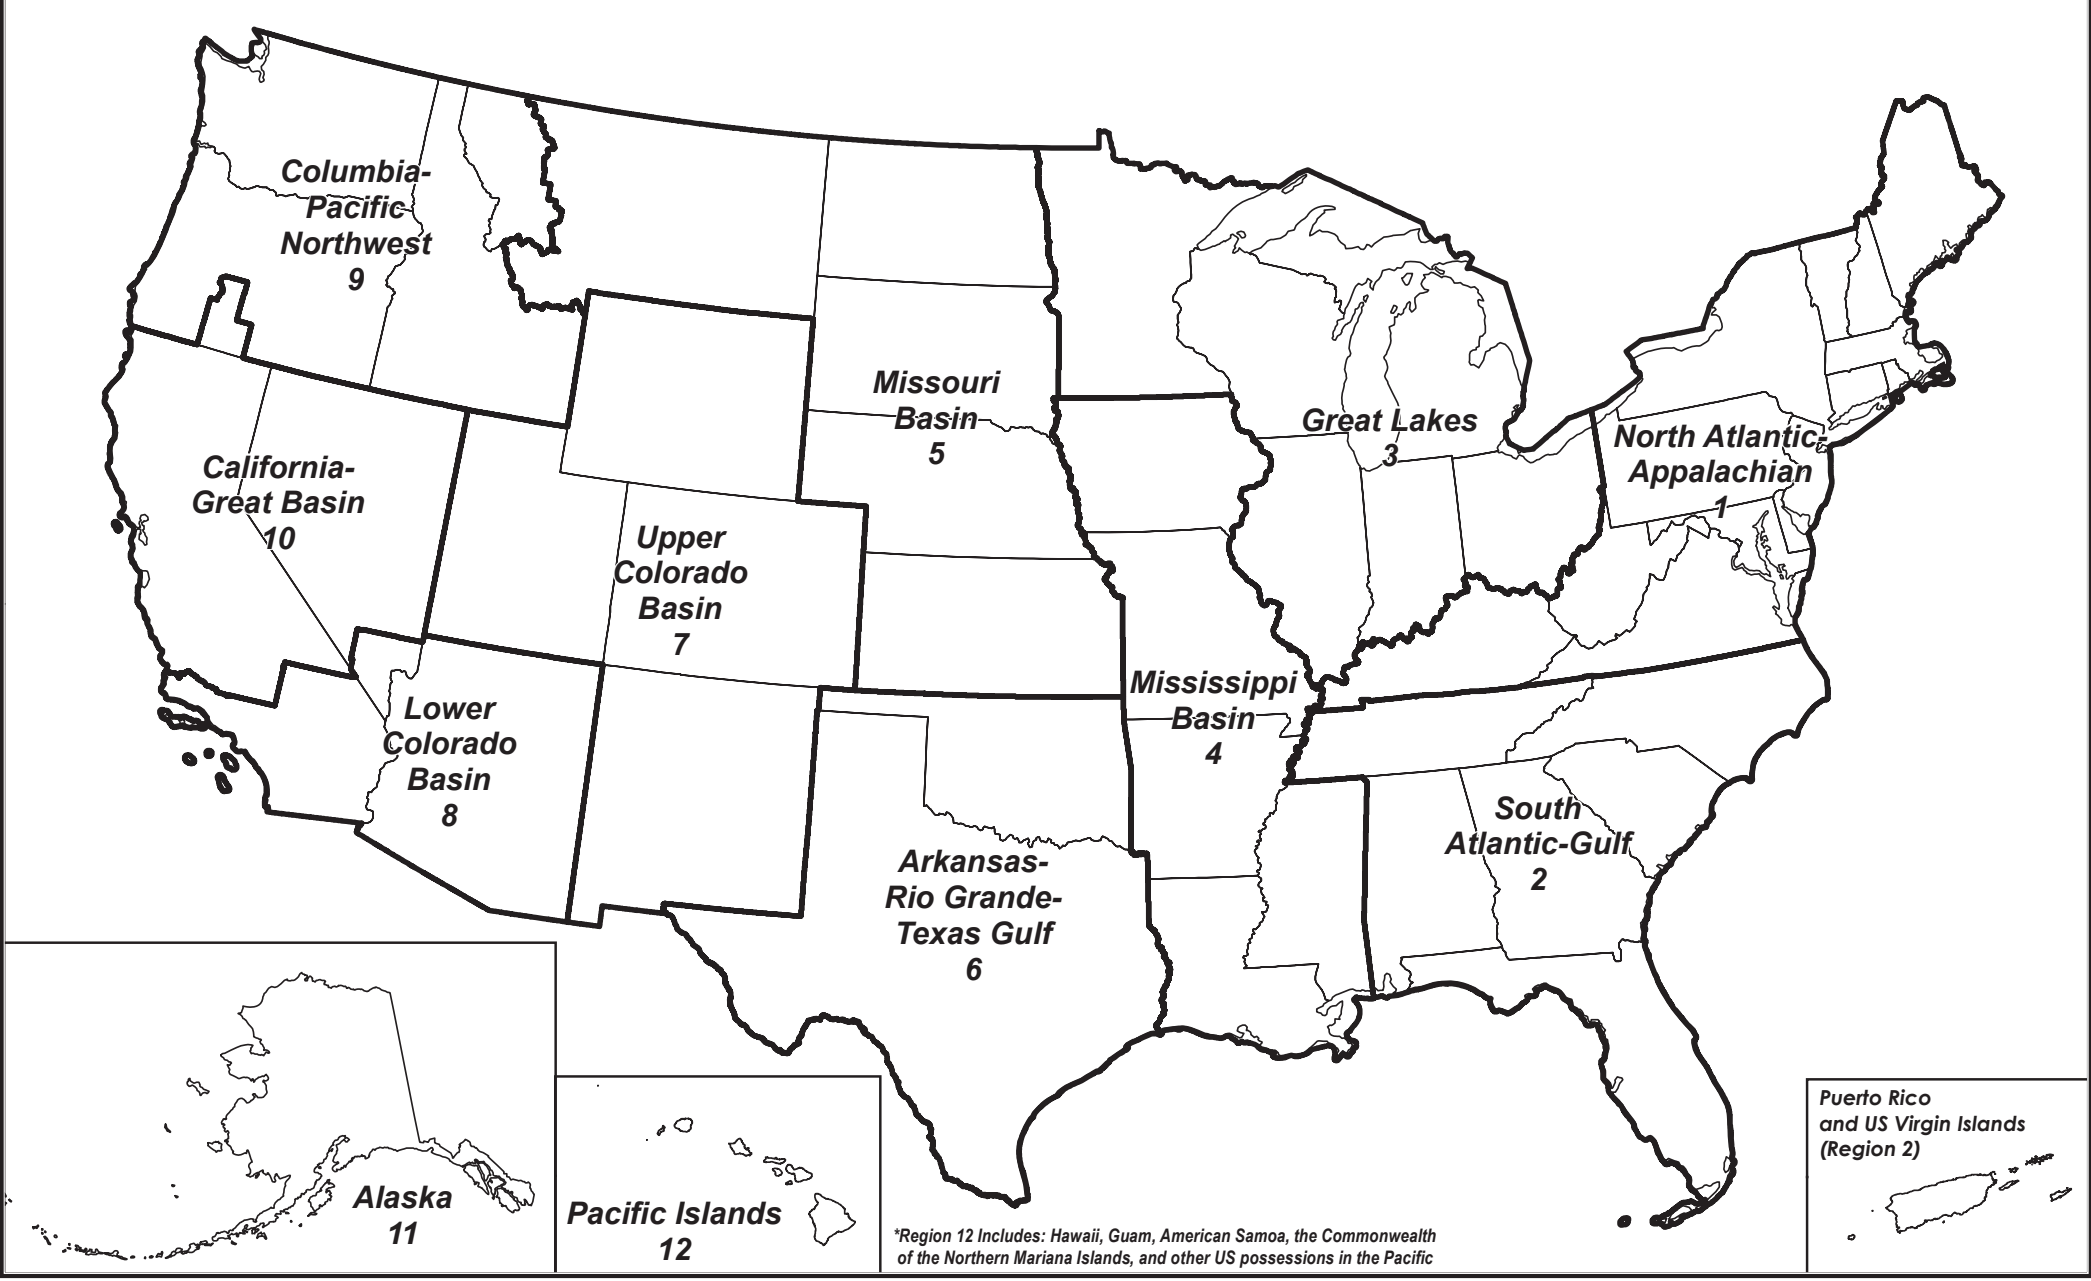 Columbia-
Pacific
Northwest
9
Missouri
Basin
5
Great Lakes
3
North Atlantic-
Appalachian
1
California-
Great Basin
10
Upper
Colorado
Basin
7
Mississippi
Basin
4
Lower
Colorado
Basin
8
South
Atlantic-Gulf
2
Arkansas-
Rio Grande-
Texas Gulf
6
Alaska
11
Pacific Islands
12
*Region 12 Includes: Hawaii, Guam, American Samoa, the Commonwealth
of the Northern Mariana Islands, and other US possessions in the Pacific
Puerto Rico
and US Virgin Islands
(Region 2)